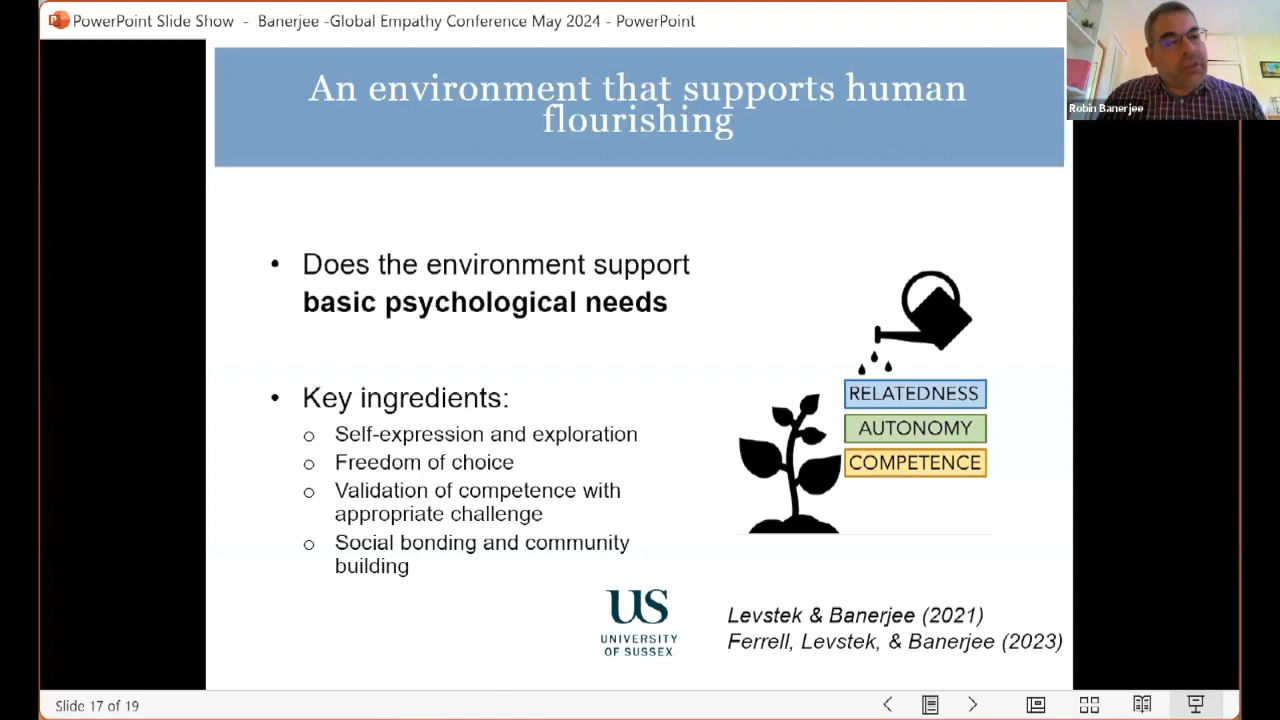 PowerPoint Slide Show - Banerjee -Global Empathy Conference May 2024 - PowerPoint
Robin Banerjee
An environment that supports human
flourishing
• Does the environment support
basic psychological needs
• Key ingredients:
o Self-expression and exploration
o Freedom of choice
o Validation of competence with
appropriate challenge
o Social bonding and community
building
RELATEDNESS
AUTONOMY
COMPETENCE
US
UNIVERSITY
OF SUSSEX
Levstek & Banerjee (2021)
Ferrell, Levstek, & Banerjee (2023)
Slide 17 of 19